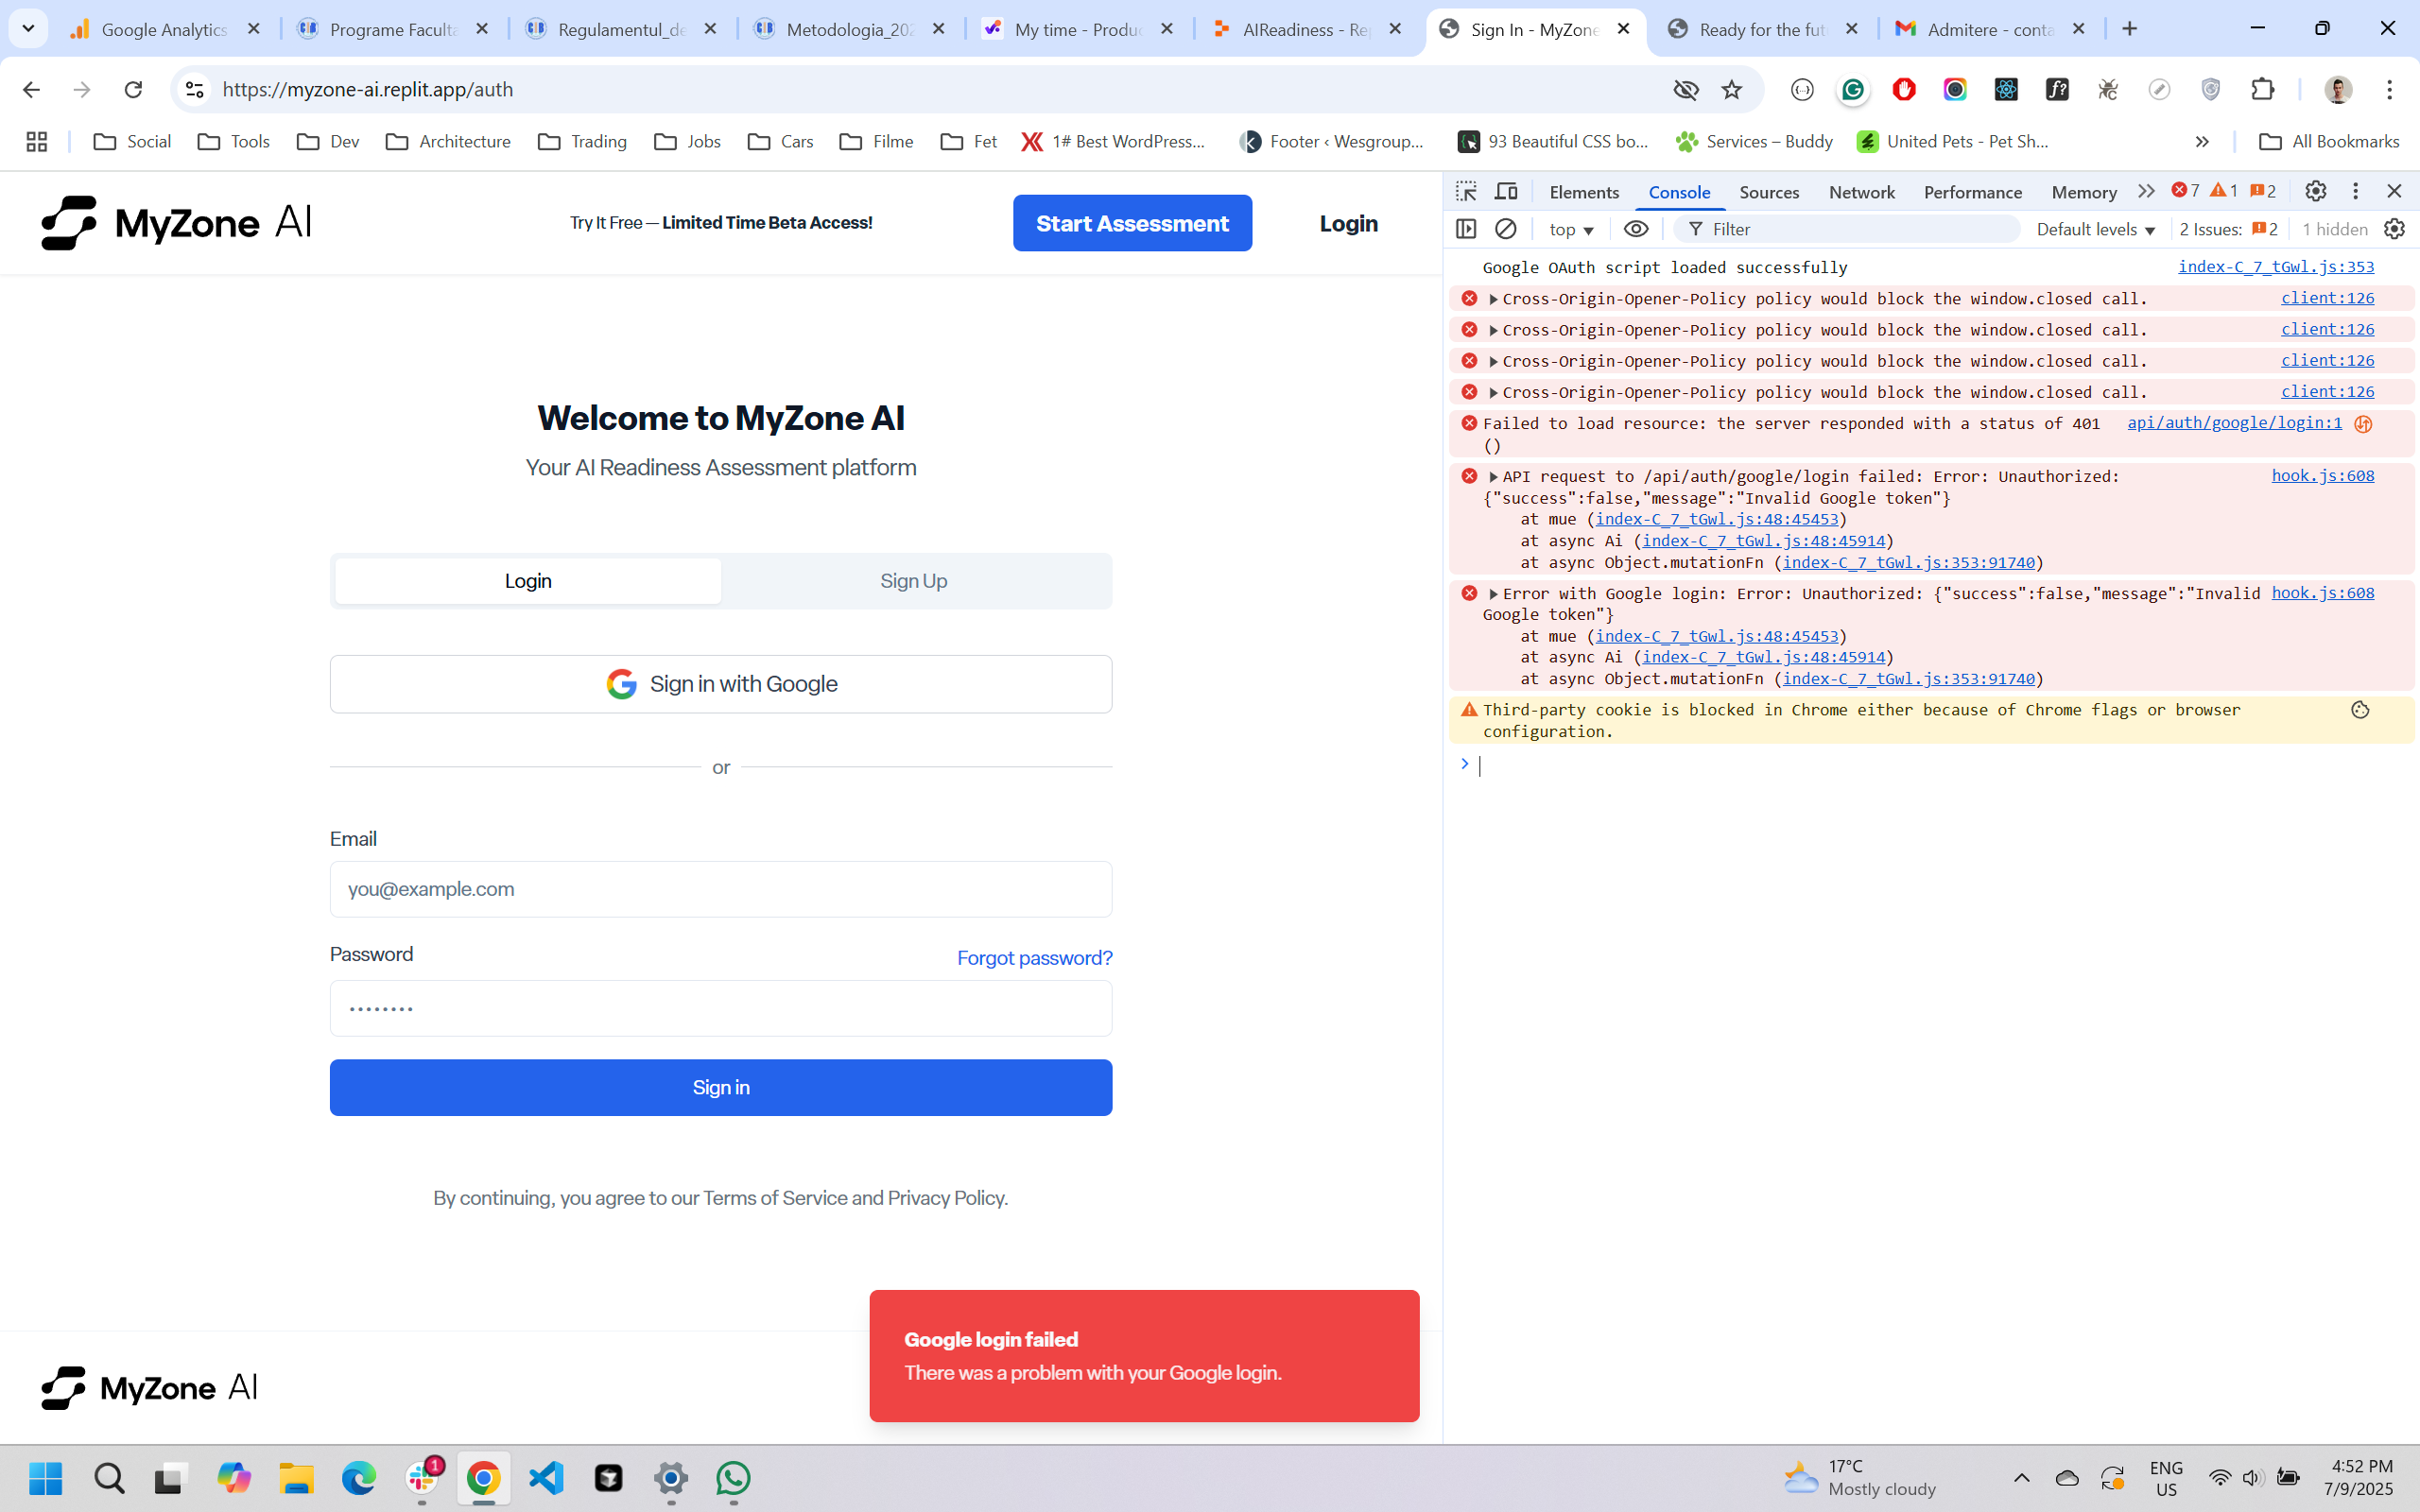 Google Analytics
Programe Faculta
Regulamentul_de
Metodologia_202
My time - Produc
AIReadiness - Rep
Sign In - MyZone
Ready for the futu
Admitere - conta
https://myzone-ai.replit.app/auth
Social
Tools
Dev
Architecture
Trading
Jobs
Cars
Filme
Fet
1# Best WordPress...
Footer ‹ Wesgroup...
93 Beautiful CSS bo...
Services – Buddy
United Pets - Pet Sh...
All Bookmarks
MyZone AI
Try It Free — Limited Time Beta Access!
Start Assessment
Login
Welcome to MyZone AI
Your AI Readiness Assessment platform
Login
Sign Up
Sign in with Google
or
Email
you@example.com
Password
Forgot password?
Sign in
By continuing, you agree to our Terms of Service and Privacy Policy.
Google login failed
There was a problem with your Google login.
MyZone AI
Elements
Console
Sources
Network
Performance
Memory
7
1
2
top
Filter
Default levels
2 Issues:
2
1 hidden
Google OAuth script loaded successfully
index-C_7_tGwl.js:353
Cross-Origin-Opener-Policy policy would block the window.closed call.
client:126
Cross-Origin-Opener-Policy policy would block the window.closed call.
client:126
Cross-Origin-Opener-Policy policy would block the window.closed call.
client:126
Cross-Origin-Opener-Policy policy would block the window.closed call.
client:126
Failed to load resource: the server responded with a status of 401
api/auth/google/login:1
()
API request to /api/auth/google/login failed: Error: Unauthorized:
hook.js:608
{"success":false,"message":"Invalid Google token"}
at mue (index-C_7_tGwl.js:48:45453)
at async Ai (index-C_7_tGwl.js:48:45914)
at async Object.mutationFn (index-C_7_tGwl.js:353:91740)
Error with Google login: Error: Unauthorized: {"success":false,"message":"Invalid
hook.js:608
Google token"}
at mue (index-C_7_tGwl.js:48:45453)
at async Ai (index-C_7_tGwl.js:48:45914)
at async Object.mutationFn (index-C_7_tGwl.js:353:91740)
Third-party cookie is blocked in Chrome either because of Chrome flags or browser
configuration.
1
17°C
Mostly cloudy
ENG
US
4:52 PM
7/9/2025